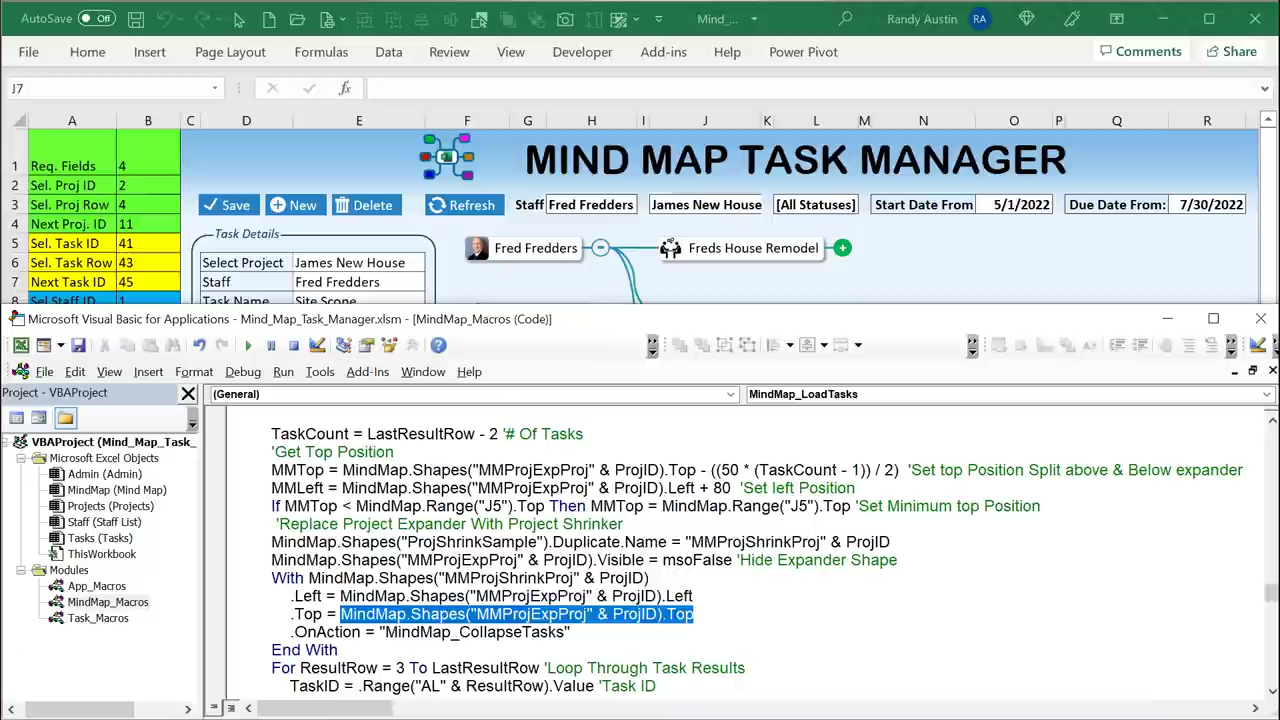 AutoSave Off Mind_... Randy Austin RA
File Home Insert Page Layout Formulas Data Review View Developer Add-ins Help Power Pivot Comments Share
J7 fx
A B C D E F G H I J K L M N O P Q R
1 Req. Fields 4 MIND MAP TASK MANAGER
2 Sel. Proj ID 2
3 Sel. Proj Row 4 Save New Delete Refresh Staff Fred Fredders James New House [All Statuses] Start Date From 5/1/2022 Due Date From: 7/30/2022
4 Next Proj. ID 11
Task Details
5 Sel. Task ID 41 Fred Fredders Freds House Remodel
6 Sel. Task Row 43 Select Project James New House
7 Next Task ID 45 Staff Fred Fredders
8 Sel Staff ID 1 Task Name Site Scope
Microsoft Visual Basic for Applications - Mind_Map_Task_Manager.xlsm - [MindMap_Macros (Code)]
File Edit View Insert Format Debug Run Tools Add-Ins Window Help
Project - VBAProject
(General) MindMap_LoadTasks
VBAProject (Mind_Map_Task_
Microsoft Excel Objects
Admin (Admin)
MindMap (Mind Map)
Projects (Projects)
Staff (Staff List)
Tasks (Tasks)
ThisWorkbook
Modules
App_Macros
MindMap_Macros
Task_Macros
TaskCount = LastResultRow - 2 '# Of Tasks
'Get Top Position
MMTop = MindMap.Shapes("MMProjExpProj" & ProjID).Top - ((50 * (TaskCount - 1)) / 2) 'Set top Position Split above & Below expander
MMLeft = MindMap.Shapes("MMProjExpProj" & ProjID).Left + 80 'Set left Position
If MMTop < MindMap.Range("J5").Top Then MMTop = MindMap.Range("J5").Top 'Set Minimum top Position
'Replace Project Expander With Project Shrinker
MindMap.Shapes("ProjShrinkSample").Duplicate.Name = "MMProjShrinkProj" & ProjID
MindMap.Shapes("MMProjExpProj" & ProjID).Visible = msoFalse 'Hide Expander Shape
With MindMap.Shapes("MMProjShrinkProj" & ProjID)
.Left = MindMap.Shapes("MMProjExpProj" & ProjID).Left
.Top = MindMap.Shapes("MMProjExpProj" & ProjID).Top
.OnAction = "MindMap_CollapseTasks"
End With
For ResultRow = 3 To LastResultRow 'Loop Through Task Results
TaskID = .Range("AL" & ResultRow).Value 'Task ID